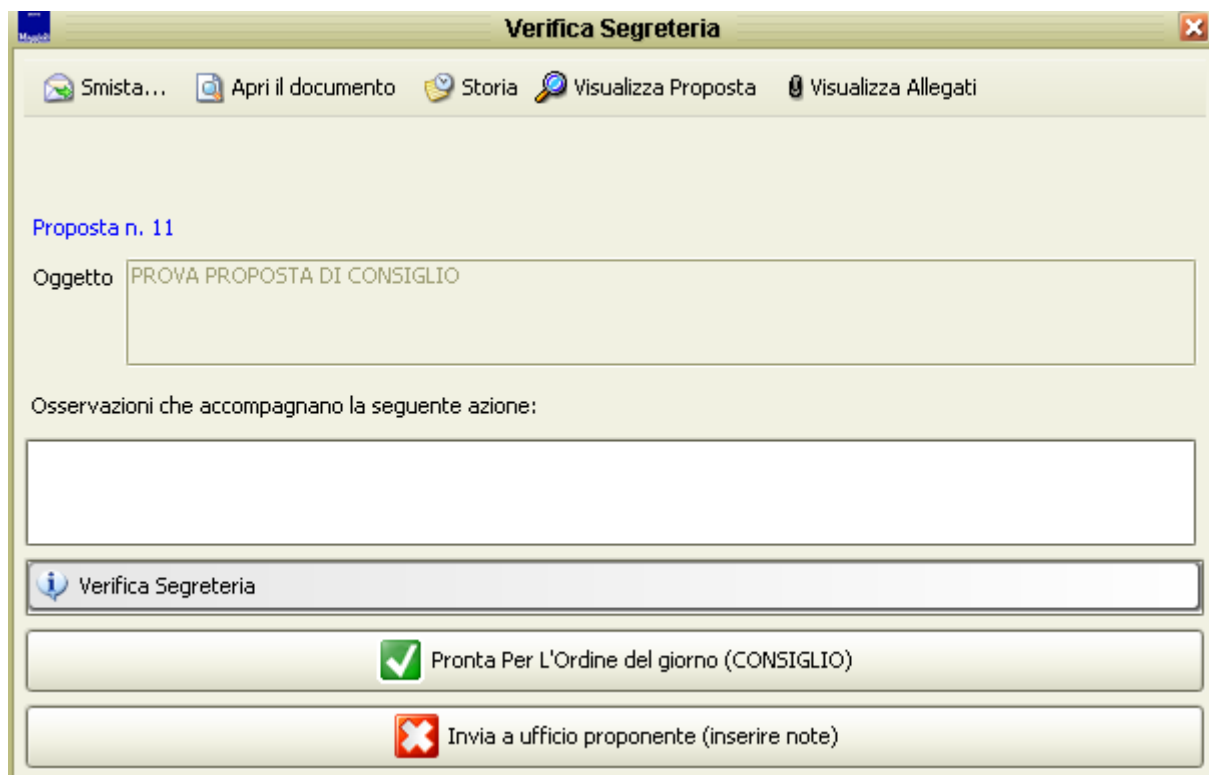 Verifica Segreteria
Maggioli
Smista... Apri il documento Storia Visualizza Proposta Visualizza Allegati
Proposta n. 11
Oggetto PROVA PROPOSTA DI CONSIGLIO
Osservazioni che accompagnano la seguente azione:
Verifica Segreteria
Pronta Per L'Ordine del giorno (CONSIGLIO)
Invia a ufficio proponente (inserire note)